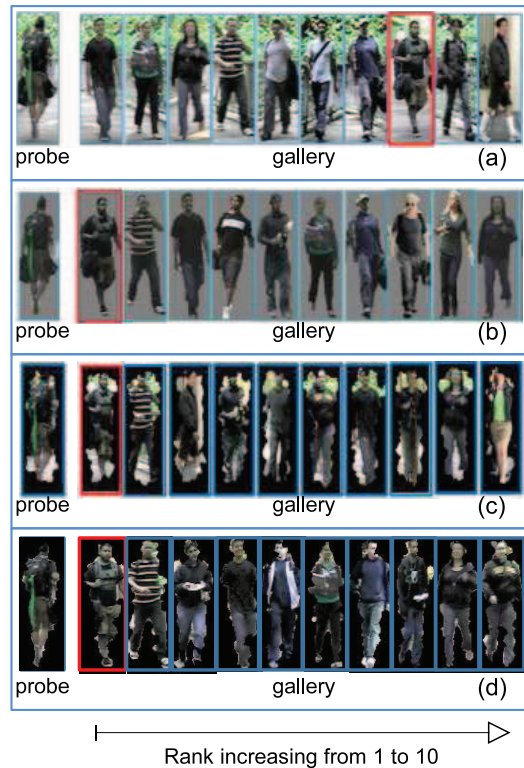 probe gallery (a)
probe gallery (b)
probe gallery (c)
probe gallery (d)
Rank increasing from 1 to 10